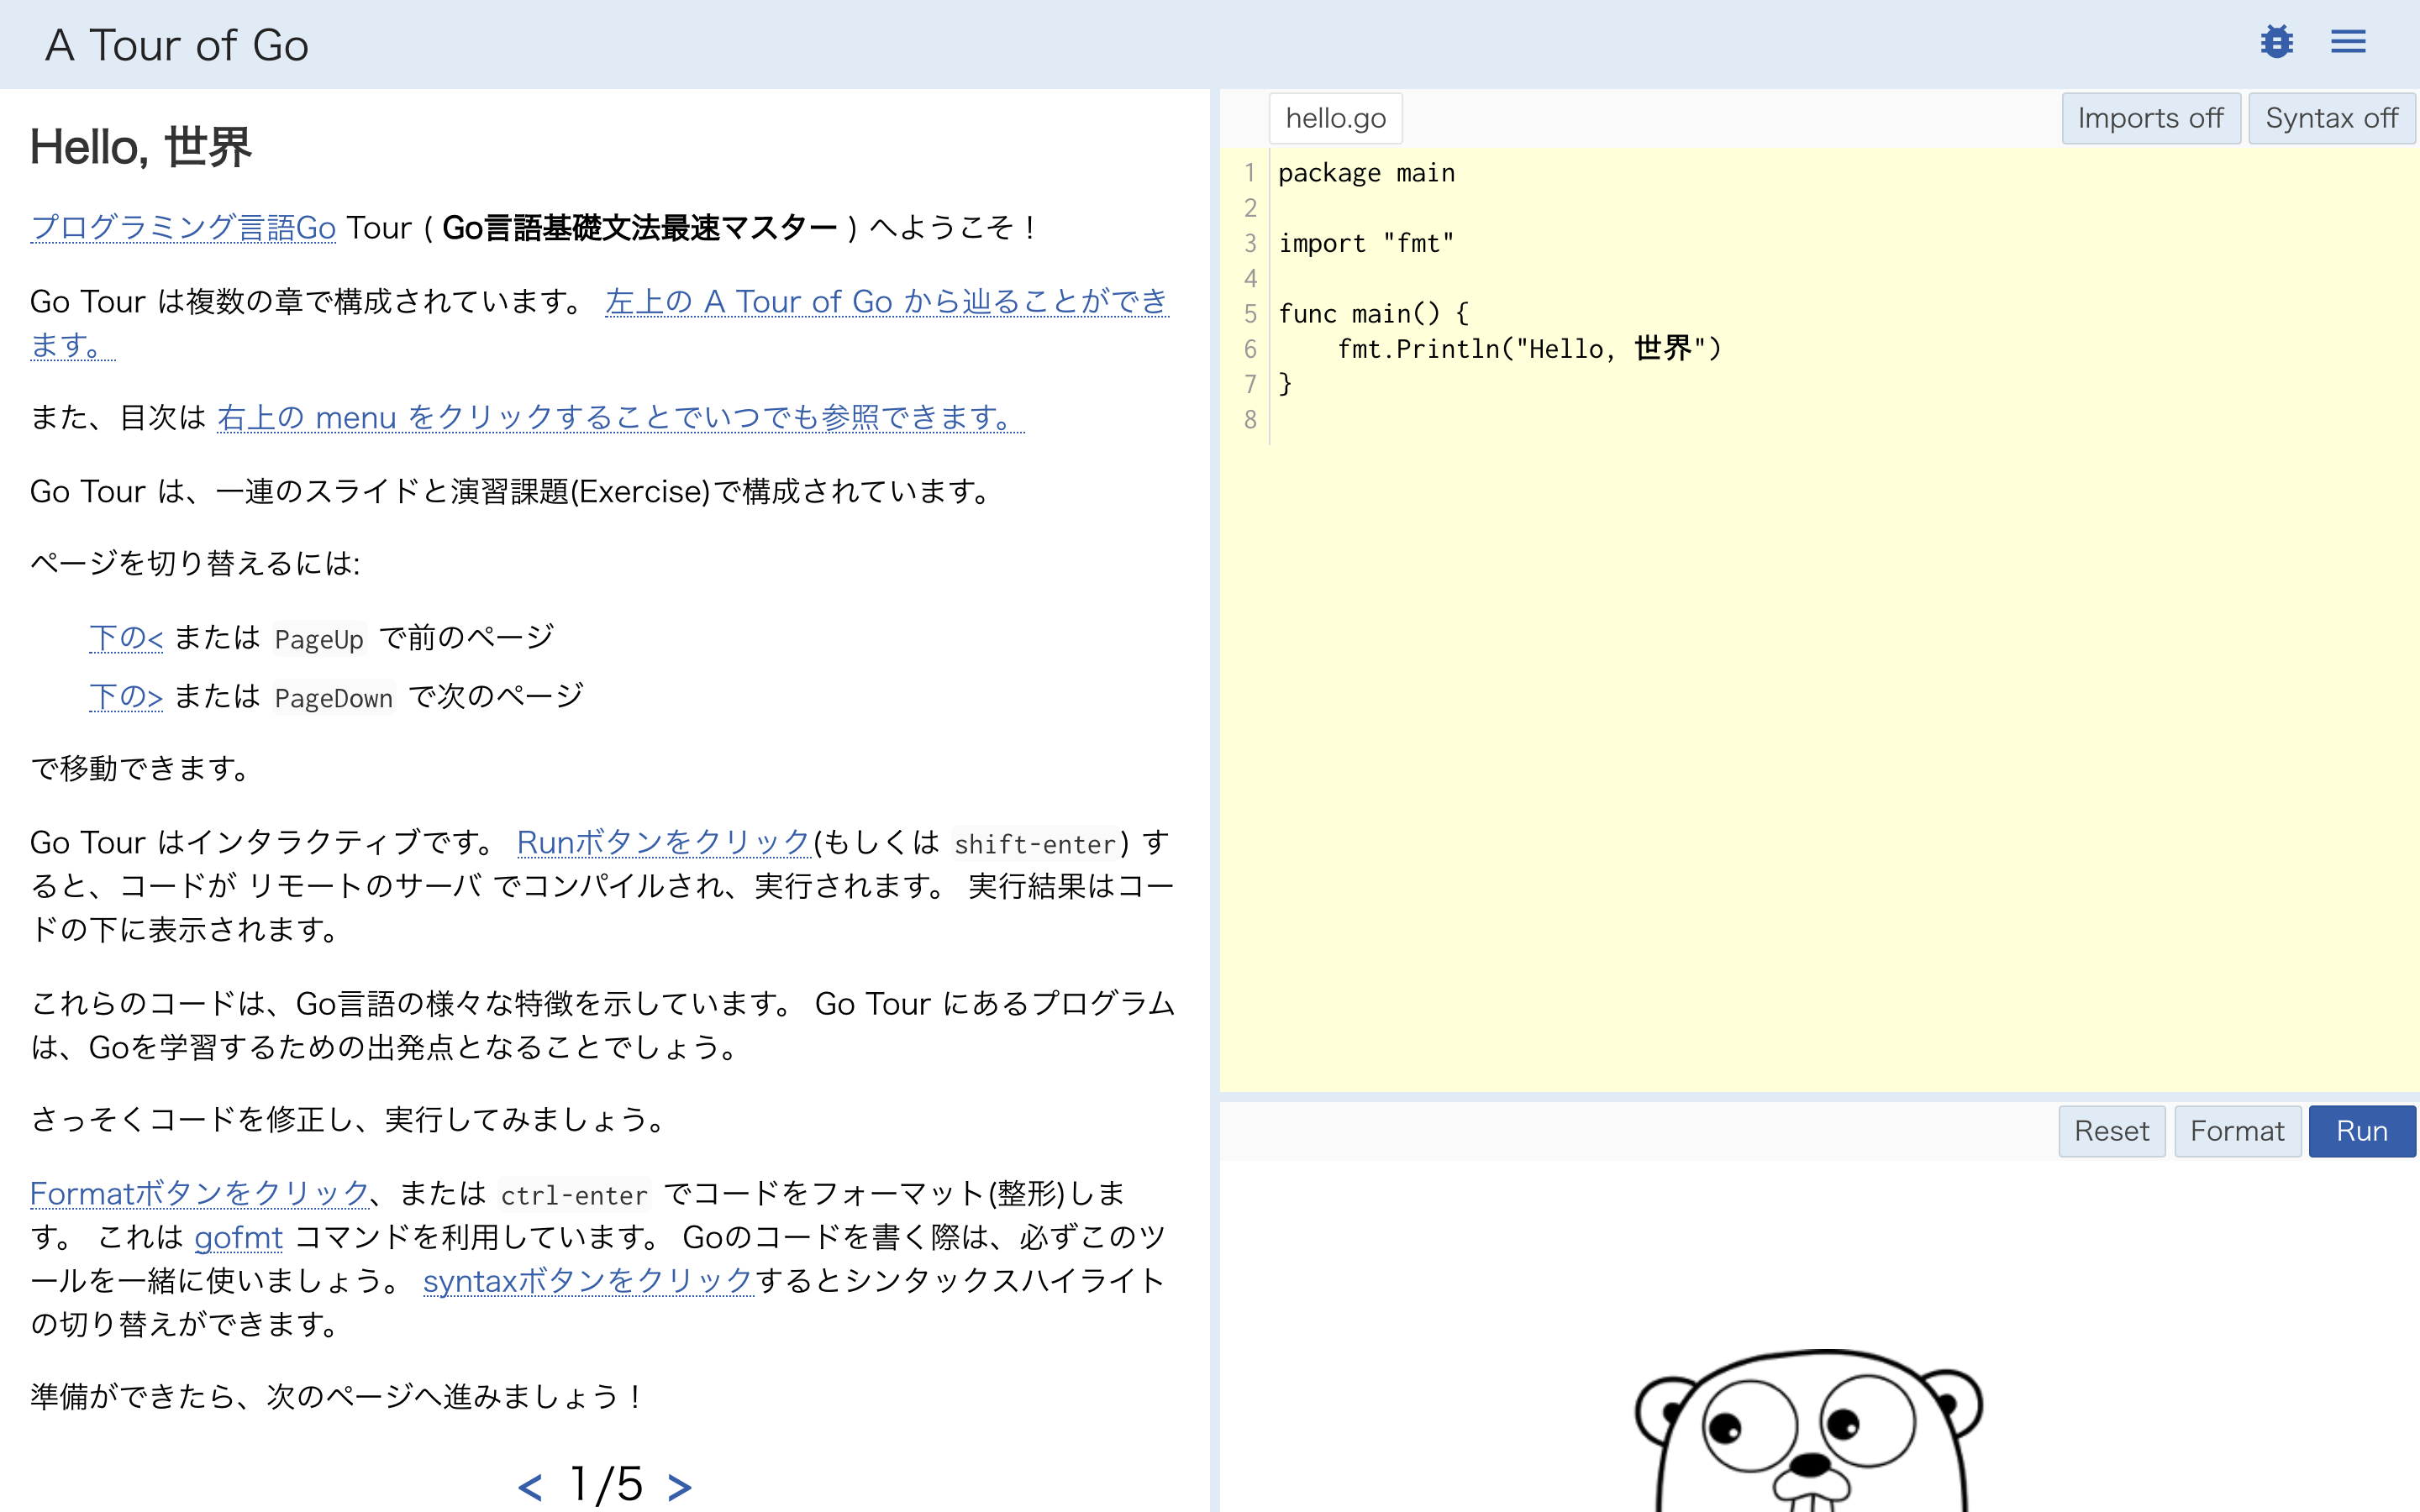 A Tour of Go
Hello, 世界
プログラミング言語Go Tour ( Go言語基礎文法最速マスター ) へようこそ！
Go Tour は複数の章で構成されています。 左上の A Tour of Go から辿ることができ
ます。
また、目次は 右上の menu をクリックすることでいつでも参照できます。
Go Tour は、一連のスライドと演習課題(Exercise)で構成されています。
ページを切り替えるには:
下の< または PageUp で前のページ
下の> または PageDown で次のページ
で移動できます。
Go Tour はインタラクティブです。 Runボタンをクリック(もしくは shift-enter) す
ると、コードが リモートのサーバ でコンパイルされ、実行されます。 実行結果はコー
ドの下に表示されます。
これらのコードは、Go言語の様々な特徴を示しています。 Go Tour にあるプログラム
は、Goを学習するための出発点となることでしょう。
さっそくコードを修正し、実行してみましょう。
Formatボタンをクリック、または ctrl-enter でコードをフォーマット(整形)しま
す。 これは gofmt コマンドを利用しています。 Goのコードを書く際は、必ずこのツ
ールを一緒に使いましょう。 syntaxボタンをクリックするとシンタックスハイライト
の切り替えができます。
準備ができたら、次のページへ進みましょう！
< 1/5 >
hello.go
Imports off
Syntax off
1 package main
2
3 import "fmt"
4
5 func main() {
6     fmt.Println("Hello, 世界")
7 }
8
Reset
Format
Run